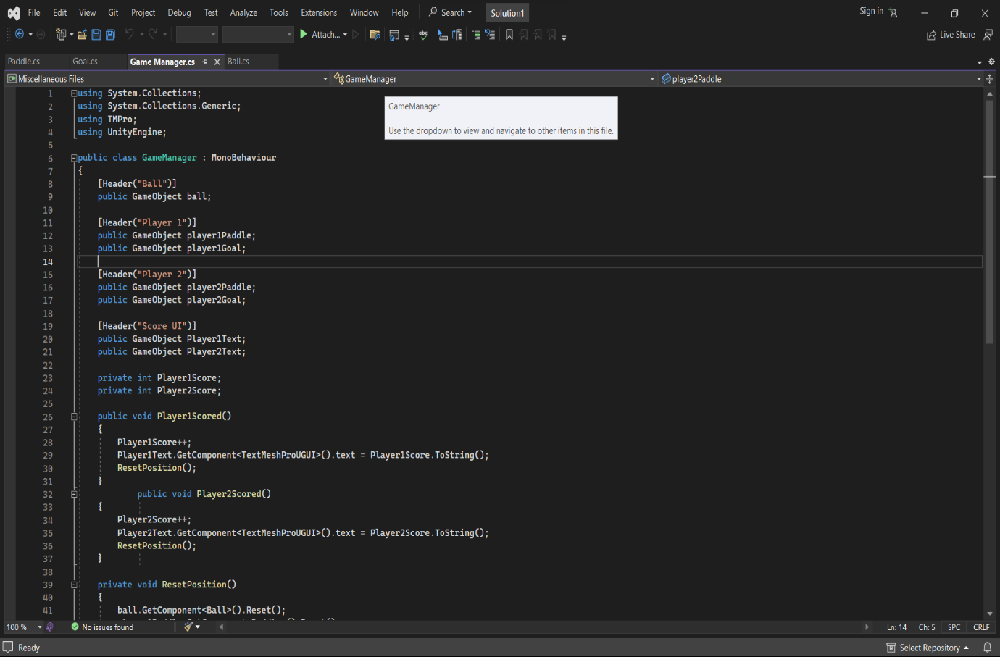 File Edit View Git Project Debug Test Analyze Tools Extensions Window Help Search Solution1 Sign in
Attach... Live Share
Paddle.cs Goal.cs Game Manager.cs Ball.cs
Miscellaneous Files GameManager player2Paddle
GameManager
Use the dropdown to view and navigate to other items in this file.
1 using System.Collections;
2 using System.Collections.Generic;
3 using TMPro;
4 using UnityEngine;
5
6 public class GameManager : MonoBehaviour
7 {
8 [Header("Ball")]
9 public GameObject ball;
10
11 [Header("Player 1")]
12 public GameObject player1Paddle;
13 public GameObject player1Goal;
14
15 [Header("Player 2")]
16 public GameObject player2Paddle;
17 public GameObject player2Goal;
18
19 [Header("Score UI")]
20 public GameObject Player1Text;
21 public GameObject Player2Text;
22
23 private int Player1Score;
24 private int Player2Score;
25
26 public void Player1Scored()
27 {
28 Player1Score++;
29 Player1Text.GetComponent<TextMeshProUGUI>().text = Player1Score.ToString();
30 ResetPosition();
31 }
32 public void Player2Scored()
33 {
34 Player2Score++;
35 Player2Text.GetComponent<TextMeshProUGUI>().text = Player2Score.ToString();
36 ResetPosition();
37 }
38
39 private void ResetPosition()
40 {
41 ball.GetComponent<Ball>().Reset();
100 % No issues found Ln: 14 Ch: 5 SPC CRLF
Ready Select Repository